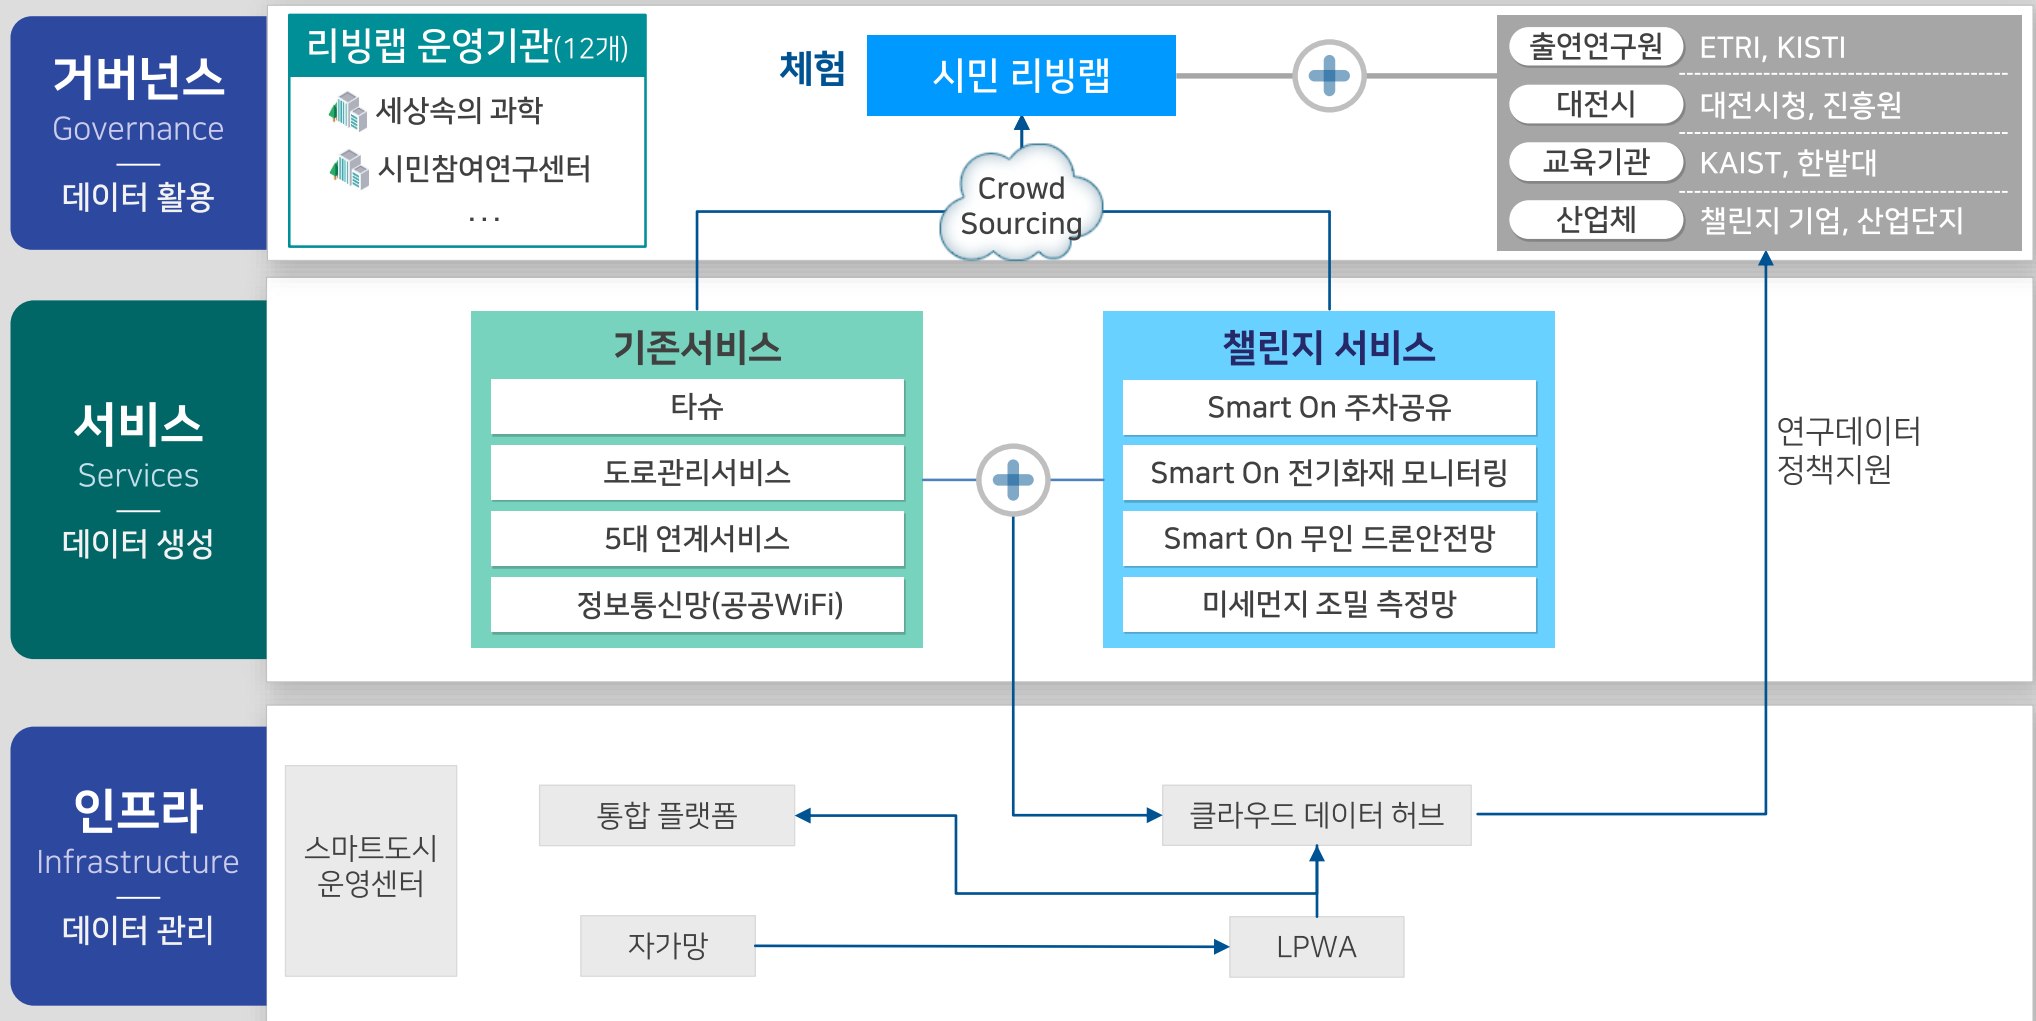 거버넌스
Governance
데이터 활용
리빙랩 운영기관(12개)
세상속의 과학
시민참여연구센터
...
체험
시민 리빙랩
Crowd
Sourcing
출연연구원 ETRI, KISTI
대전시 대전시청, 진흥원
교육기관 KAIST, 한밭대
산업체 챌린지 기업, 산업단지
서비스
Services
데이터 생성
기존서비스
타슈
도로관리서비스
5대 연계서비스
정보통신망(공공WiFi)
챌린지 서비스
Smart On 주차공유
Smart On 전기화재 모니터링
Smart On 무인 드론안전망
미세먼지 조밀 측정망
연구데이터
정책지원
인프라
Infrastructure
데이터 관리
스마트도시
운영센터
통합 플랫폼
클라우드 데이터 허브
자가망
LPWA